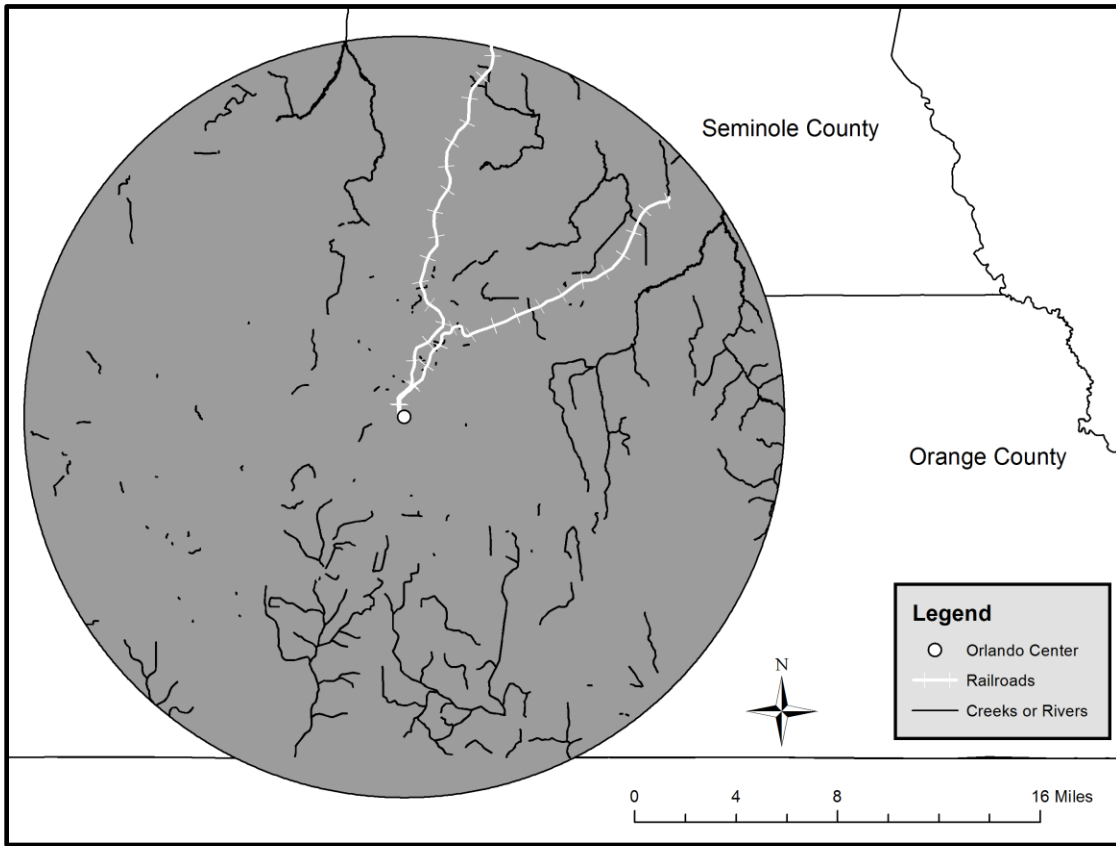 Seminole County
Orange County
Legend
Orlando Center
Railroads
Creeks or Rivers
N
0 4 8 16 Miles